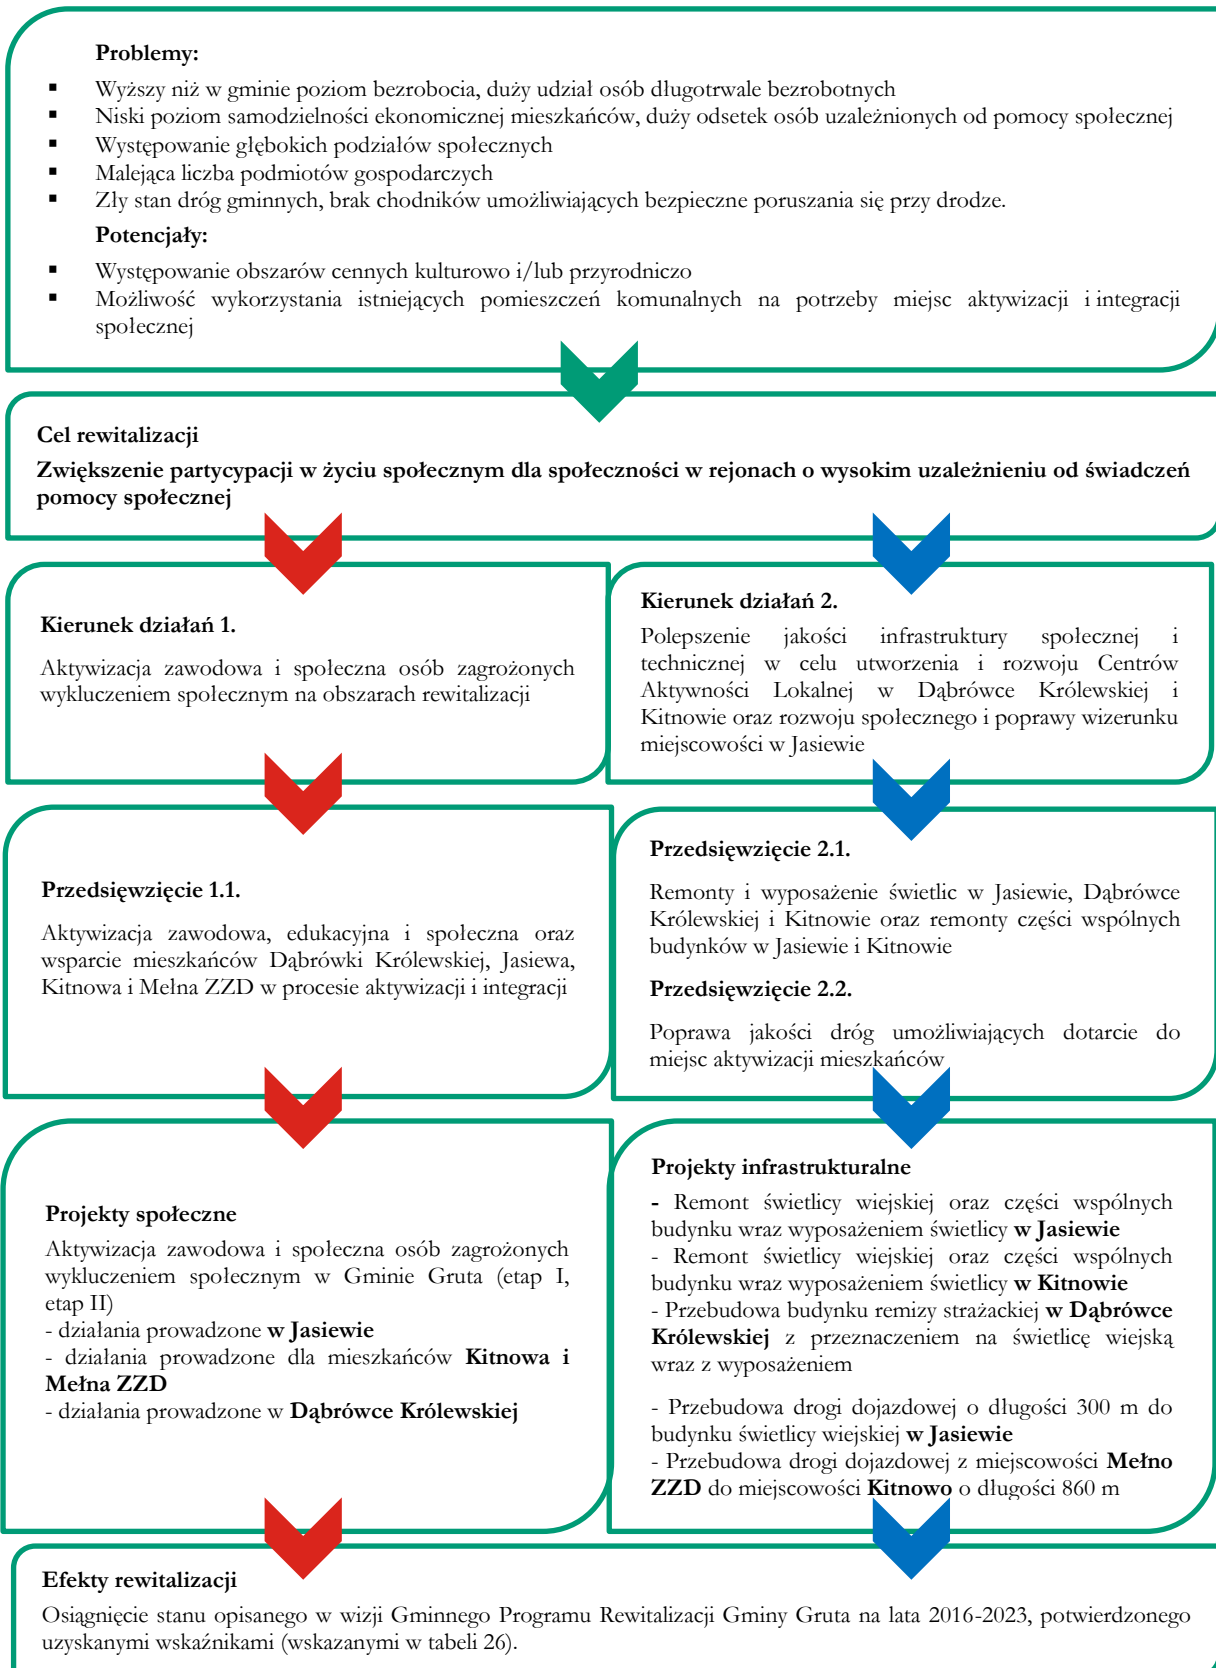 Problemy:
▪ Wyższy niż w gminie poziom bezrobocia, duży udział osób długotrwale bezrobotnych
▪ Niski poziom samodzielności ekonomicznej mieszkańców, duży odsetek osób uzależnionych od pomocy społecznej
▪ Występowanie głębokich podziałów społecznych
▪ Malejąca liczba podmiotów gospodarczych
▪ Zły stan dróg gminnych, brak chodników umożliwiających bezpieczne poruszania się przy drodze.
Potencjały:
▪ Występowanie obszarów cennych kulturowo i/lub przyrodniczo
▪ Możliwość wykorzystania istniejących pomieszczeń komunalnych na potrzeby miejsc aktywizacji i integracji
społecznej
Cel rewitalizacji
Zwiększenie partycypacji w życiu społecznym dla społeczności w rejonach o wysokim uzależnieniu od świadczeń
pomocy społecznej
Kierunek działań 1.
Aktywizacja zawodowa i społeczna osób zagrożonych
wykluczeniem społecznym na obszarach rewitalizacji
Kierunek działań 2.
Polepszenie jakości infrastruktury społecznej i
technicznej w celu utworzenia i rozwoju Centrów
Aktywności Lokalnej w Dąbrówce Królewskiej i
Kitnowie oraz rozwoju społecznego i poprawy wizerunku
miejscowości w Jasiewie
Przedsięwzięcie 1.1.
Aktywizacja zawodowa, edukacyjna i społeczna oraz
wsparcie mieszkańców Dąbrówki Królewskiej, Jasiewa,
Kitnowa i Mełna ZZD w procesie aktywizacji i integracji
Przedsięwzięcie 2.1.
Remonty i wyposażenie świetlic w Jasiewie, Dąbrówce
Królewskiej i Kitnowie oraz remonty części wspólnych
budynków w Jasiewie i Kitnowie
Przedsięwzięcie 2.2.
Poprawa jakości dróg umożliwiających dotarcie do
miejsc aktywizacji mieszkańców
Projekty społeczne
Aktywizacja zawodowa i społeczna osób zagrożonych
wykluczeniem społecznym w Gminie Gruta (etap I,
etap II)
- działania prowadzone w Jasiewie
- działania prowadzone dla mieszkańców Kitnowa i
Mełna ZZD
- działania prowadzone w Dąbrówce Królewskiej
Projekty infrastrukturalne
- Remont świetlicy wiejskiej oraz części wspólnych
budynku wraz wyposażeniem świetlicy w Jasiewie
- Remont świetlicy wiejskiej oraz części wspólnych
budynku wraz wyposażeniem świetlicy w Kitnowie
- Przebudowa budynku remizy strażackiej w Dąbrówce
Królewskiej z przeznaczeniem na świetlicę wiejską
wraz z wyposażeniem
- Przebudowa drogi dojazdowej o długości 300 m do
budynku świetlicy wiejskiej w Jasiewie
- Przebudowa drogi dojazdowej z miejscowości Mełno
ZZD do miejscowości Kitnowo o długości 860 m
Efekty rewitalizacji
Osiągnięcie stanu opisanego w wizji Gminnego Programu Rewitalizacji Gminy Gruta na lata 2016-2023, potwierdzonego
uzyskanymi wskaźnikami (wskazanymi w tabeli 26).